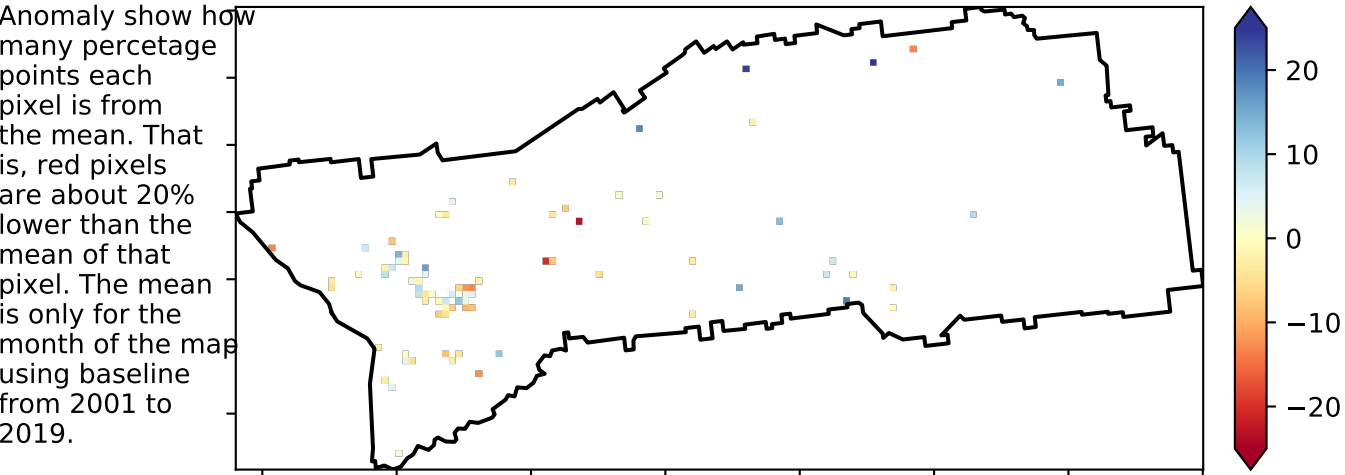 Anomaly show how
many percetage
points each
pixel is from
the mean. That
is, red pixels
are about 20%
lower than the
mean of that
pixel. The mean
is only for the
month of the map
using baseline
from 2001 to
2019.
20
10
0
−10
−20